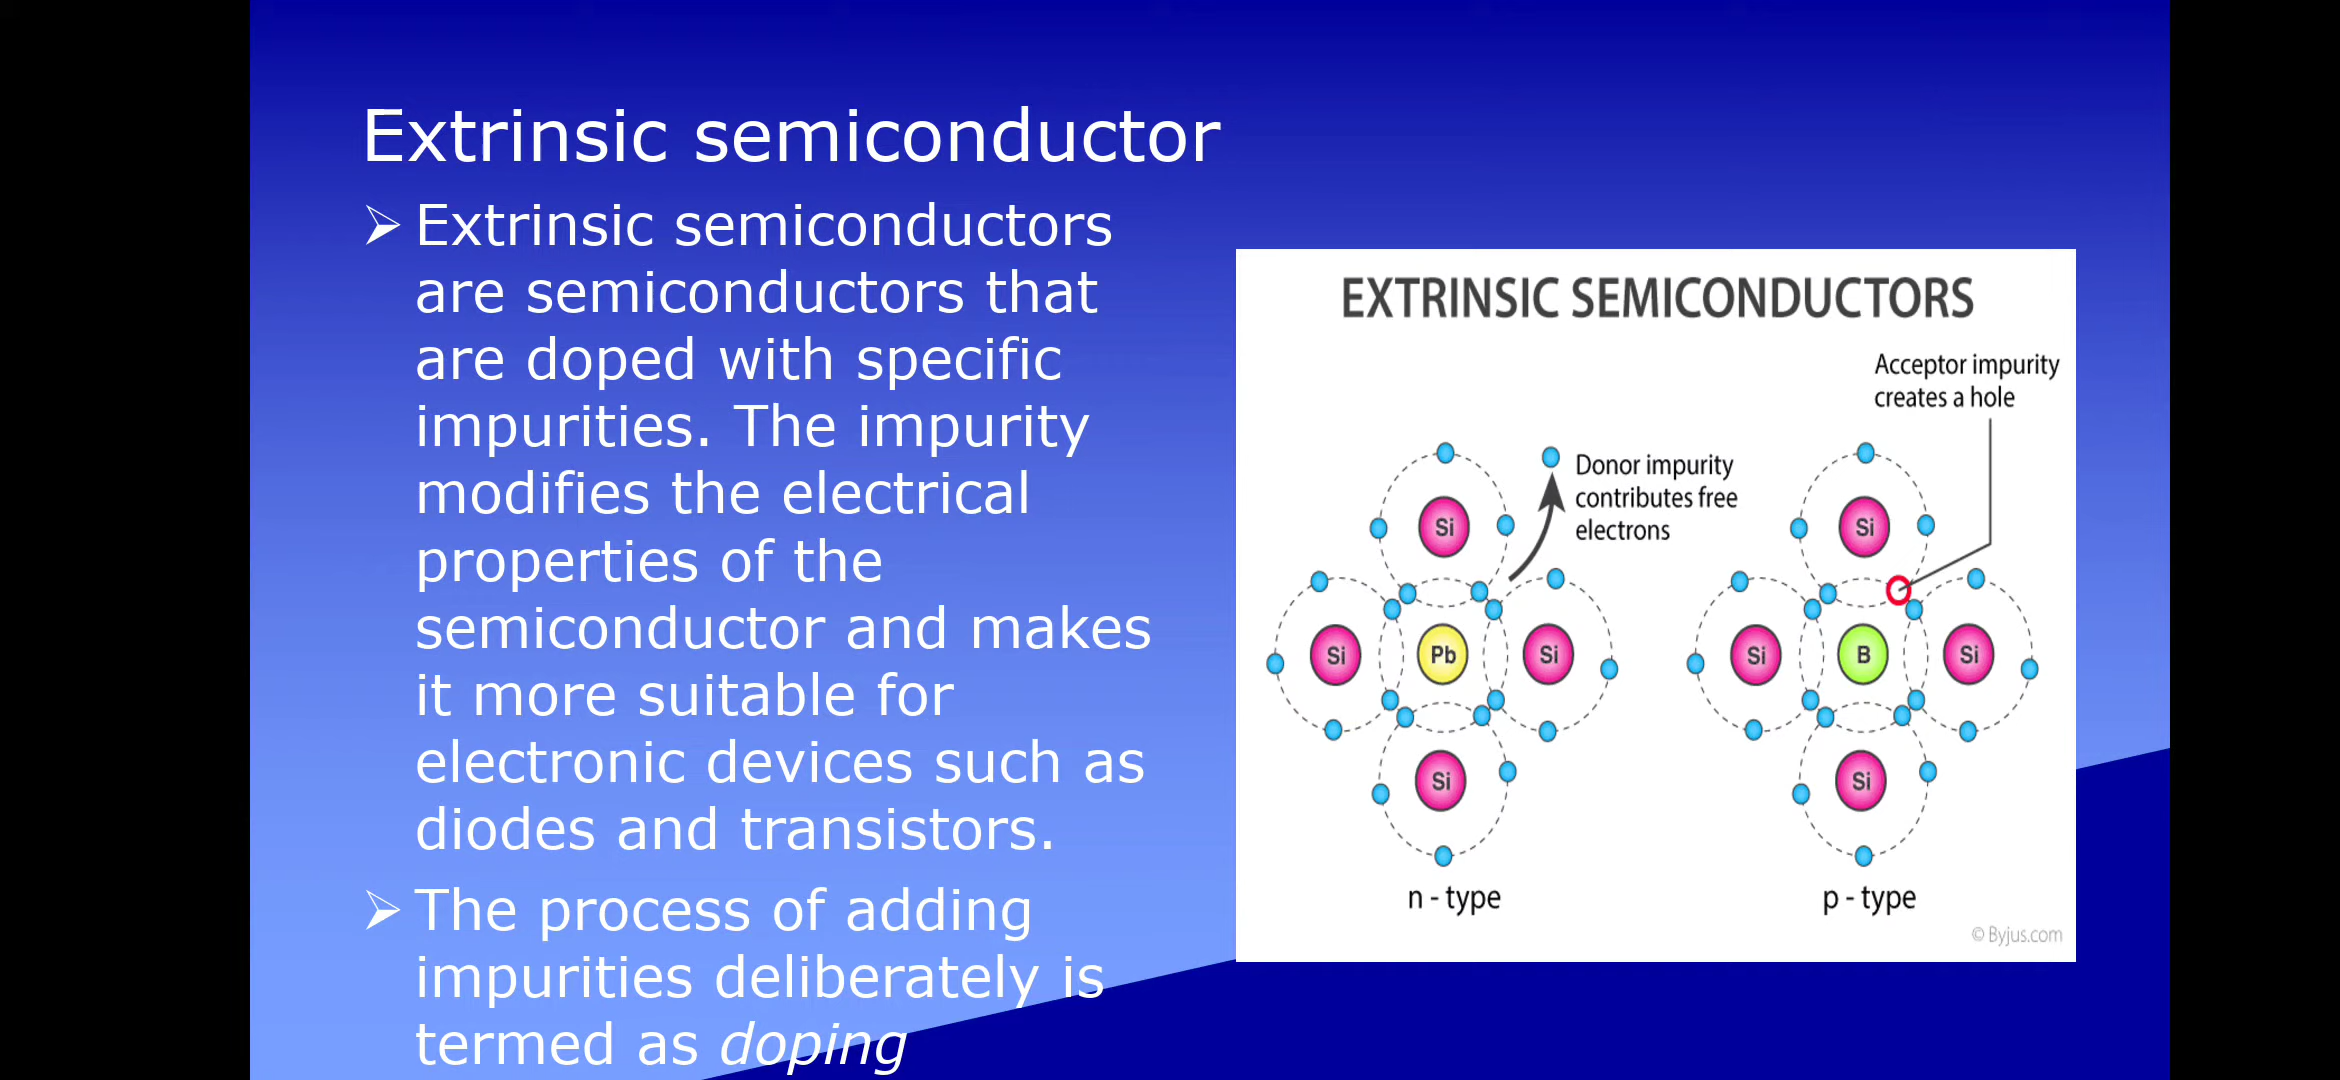 Extrinsic semiconductor
➢ Extrinsic semiconductors
are semiconductors that
are doped with specific
impurities. The impurity
modifies the electrical
properties of the
semiconductor and makes
it more suitable for
electronic devices such as
diodes and transistors.
➢ The process of adding
impurities deliberately is
termed as doping
EXTRINSIC SEMICONDUCTORS
Acceptor impurity
creates a hole
Donor impurity
contributes free
electrons
Si
Si
Pb
Si
Si
n - type
Si
Si
B
Si
Si
p - type
© Byjus.com